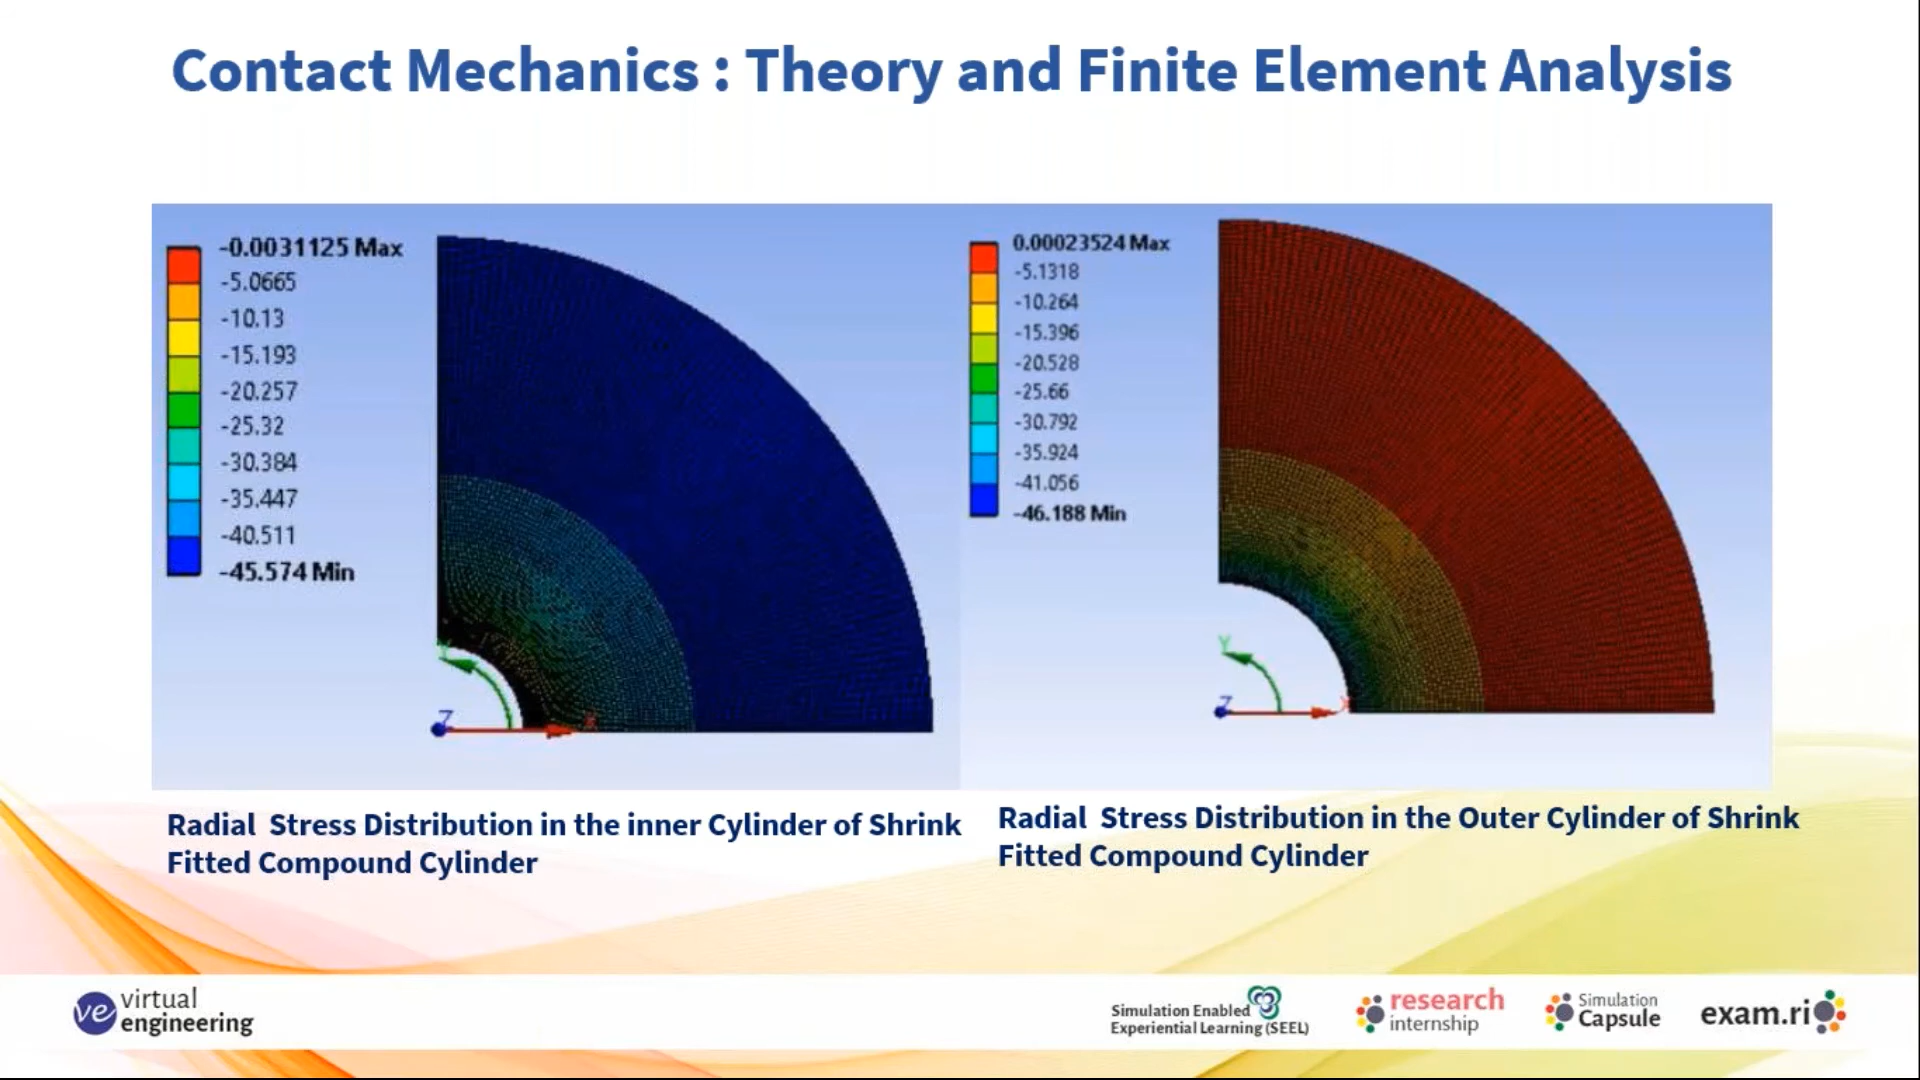 Contact Mechanics : Theory and Finite Element Analysis
-0.0031125 Max
-5.0665
-10.13
-15.193
-20.257
-25.32
-30.384
-35.447
-40.511
-45.574 Min
Z
X
0.00023524 Max
-5.1318
-10.264
-15.396
-20.528
-25.66
-30.792
-35.924
-41.056
-46.188 Min
Y
Z
X
Radial Stress Distribution in the inner Cylinder of Shrink
Fitted Compound Cylinder
Radial Stress Distribution in the Outer Cylinder of Shrink
Fitted Compound Cylinder
ve virtual
engineering
Simulation Enabled
Experiential Learning (SEEL)
research
internship
Simulation
Capsule
exam.ri